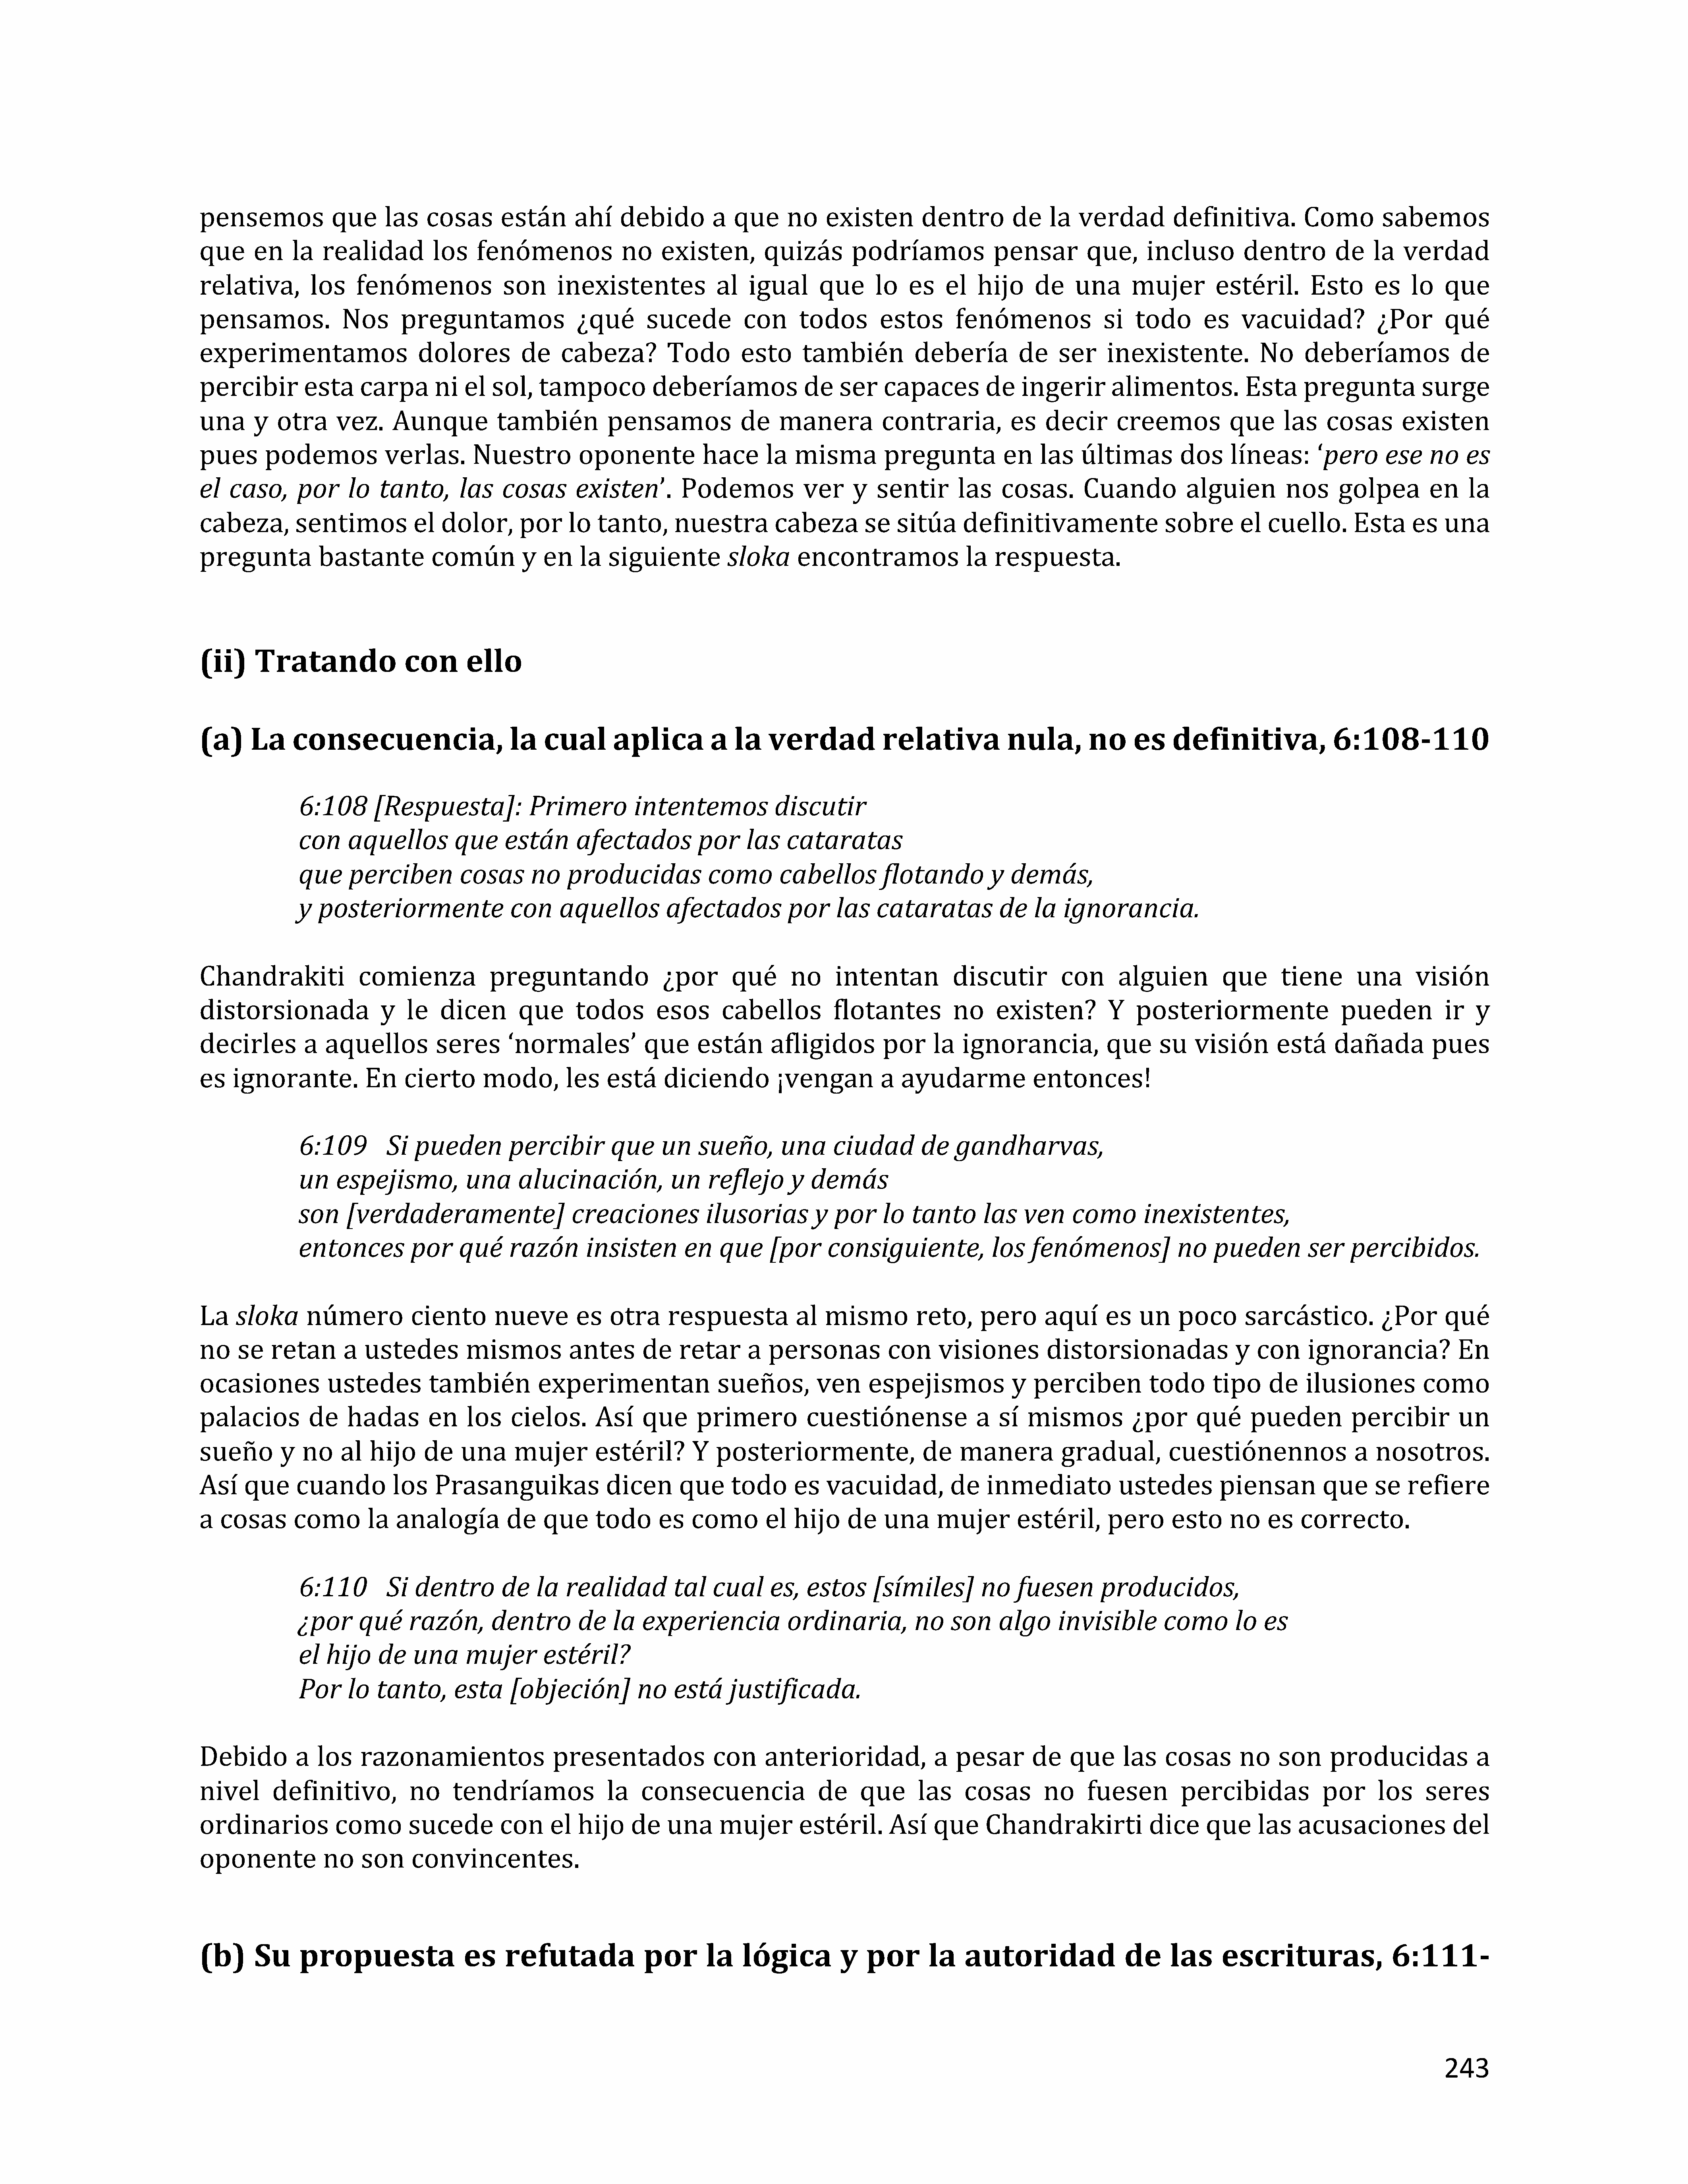 pensemos que las cosas están ahí debido a que no existen dentro de la verdad definitiva. Como sabemos
que en la realidad los fenómenos no existen, quizás podríamos pensar que, incluso dentro de la verdad
relativa, los fenómenos son inexistentes al igual que lo es el hijo de una mujer estéril. Esto es lo que
pensamos. Nos preguntamos ¿qué sucede con todos estos fenómenos si todo es vacuidad? ¿Por qué
experimentamos dolores de cabeza? Todo esto también debería de ser inexistente. No deberíamos de
percibir esta carpa ni el sol, tampoco deberíamos de ser capaces de ingerir alimentos. Esta pregunta surge
una y otra vez. Aunque también pensamos de manera contraria, es decir creemos que las cosas existen
pues podemos verlas. Nuestro oponente hace la misma pregunta en las últimas dos líneas: ‘pero ese no es
el caso, por lo tanto, las cosas existen’. Podemos ver y sentir las cosas. Cuando alguien nos golpea en la
cabeza, sentimos el dolor, por lo tanto, nuestra cabeza se sitúa definitivamente sobre el cuello. Esta es una
pregunta bastante común y en la siguiente sloka encontramos la respuesta.
(ii) Tratando con ello
(a) La consecuencia, la cual aplica a la verdad relativa nula, no es definitiva, 6:108-110
6:108 [Respuesta]: Primero intentemos discutir
con aquellos que están afectados por las cataratas
que perciben cosas no producidas como cabellos flotando y demás,
y posteriormente con aquellos afectados por las cataratas de la ignorancia.
Chandrakiti comienza preguntando ¿por qué no intentan discutir con alguien que tiene una visión
distorsionada y le dicen que todos esos cabellos flotantes no existen? Y posteriormente pueden ir y
decirles a aquellos seres ‘normales’ que están afligidos por la ignorancia, que su visión está dañada pues
es ignorante. En cierto modo, les está diciendo ¡vengan a ayudarme entonces!
6:109 Si pueden percibir que un sueño, una ciudad de gandharvas,
un espejismo, una alucinación, un reflejo y demás
son [verdaderamente] creaciones ilusorias y por lo tanto las ven como inexistentes,
entonces por qué razón insisten en que [por consiguiente, los fenómenos] no pueden ser percibidos.
La sloka número ciento nueve es otra respuesta al mismo reto, pero aquí es un poco sarcástico. ¿Por qué
no se retan a ustedes mismos antes de retar a personas con visiones distorsionadas y con ignorancia? En
ocasiones ustedes también experimentan sueños, ven espejismos y perciben todo tipo de ilusiones como
palacios de hadas en los cielos. Así que primero cuestiónense a sí mismos ¿por qué pueden percibir un
sueño y no al hijo de una mujer estéril? Y posteriormente, de manera gradual, cuestiónennos a nosotros.
Así que cuando los Prasanguikas dicen que todo es vacuidad, de inmediato ustedes piensan que se refiere
a cosas como la analogía de que todo es como el hijo de una mujer estéril, pero esto no es correcto.
6:110 Si dentro de la realidad tal cual es, estos [símiles] no fuesen producidos,
¿por qué razón, dentro de la experiencia ordinaria, no son algo invisible como lo es
el hijo de una mujer estéril?
Por lo tanto, esta [objeción] no está justificada.
Debido a los razonamientos presentados con anterioridad, a pesar de que las cosas no son producidas a
nivel definitivo, no tendríamos la consecuencia de que las cosas no fuesen percibidas por los seres
ordinarios como sucede con el hijo de una mujer estéril. Así que Chandrakirti dice que las acusaciones del
oponente no son convincentes.
(b) Su propuesta es refutada por la lógica y por la autoridad de las escrituras, 6:111-
243